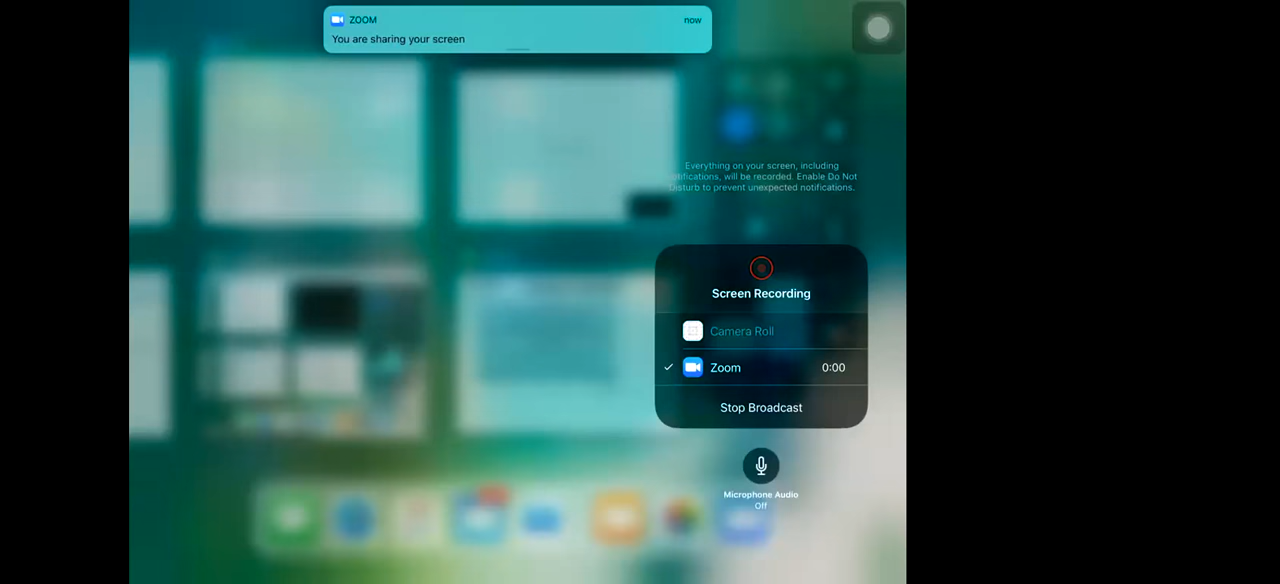 ZOOM now
You are sharing your screen
Everything on your screen, including
notifications, will be recorded. Enable Do Not
Disturb to prevent unexpected notifications.
Screen Recording
Camera Roll
Zoom 0:00
Stop Broadcast
Microphone Audio
Off